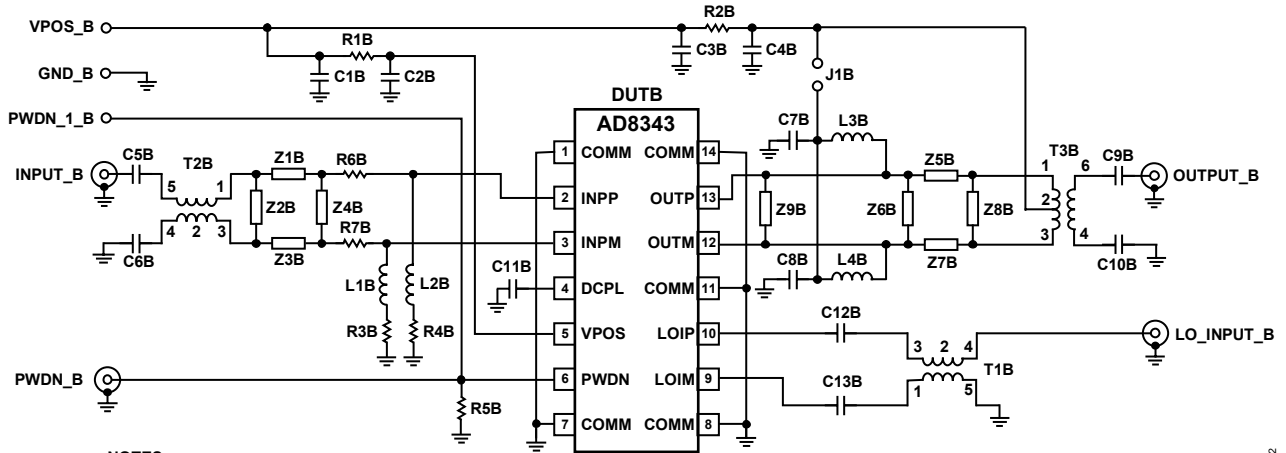 VPOS_B
R2B
R1B
C3B
C4B
GND_B
C1B
C2B
J1B
DUTB
PWDN_1_B
AD8343
C7B
L3B
C5B
T2B
Z1B
R6B
1 COMM
COMM 14
Z5B
T3B
C9B
INPUT_B
5
1
1
6
OUTPUT_B
Z2B
Z4B
2 INPP
OUTP 13
Z9B
Z6B
Z8B
2
4
2
3
R7B
3 INPM
OUTM 12
3
4
C6B
Z3B
C11B
C8B
L4B
Z7B
C10B
L1B
L2B
4 DCPL
COMM 11
C12B
R3B
R4B
5 VPOS
LOIP 10
3
2
4
LO_INPUT_B
PWDN_B
6 PWDN
LOIM 9
C13B
1
5
T1B
R5B
7 COMM
COMM 8